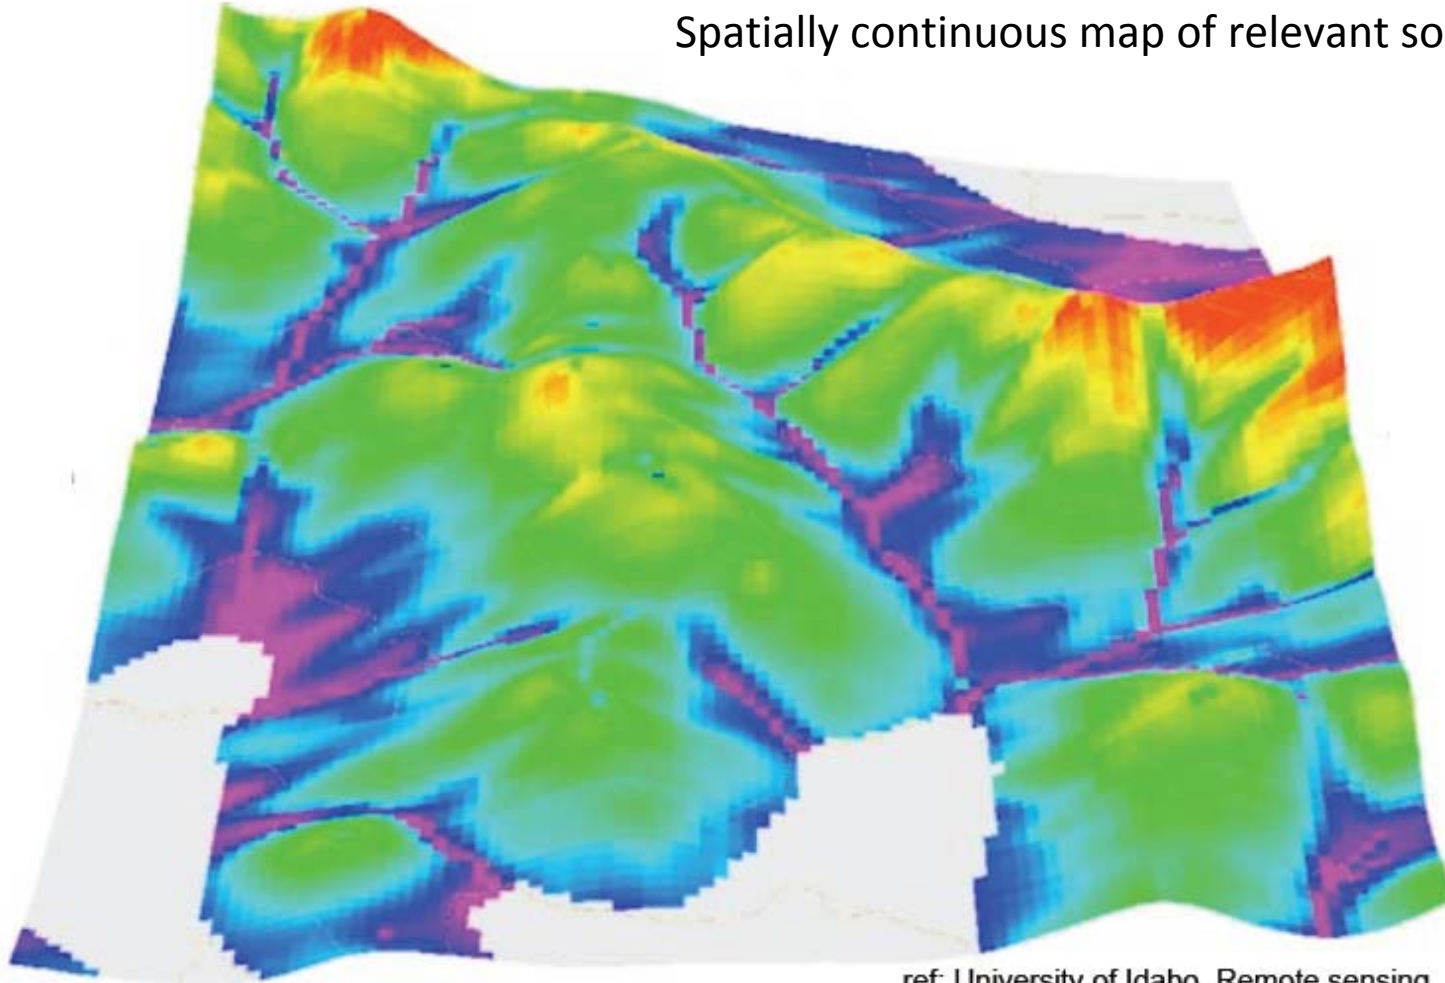 Spatially continuous map of relevant so
ref: University of Idaho, Remote sensing